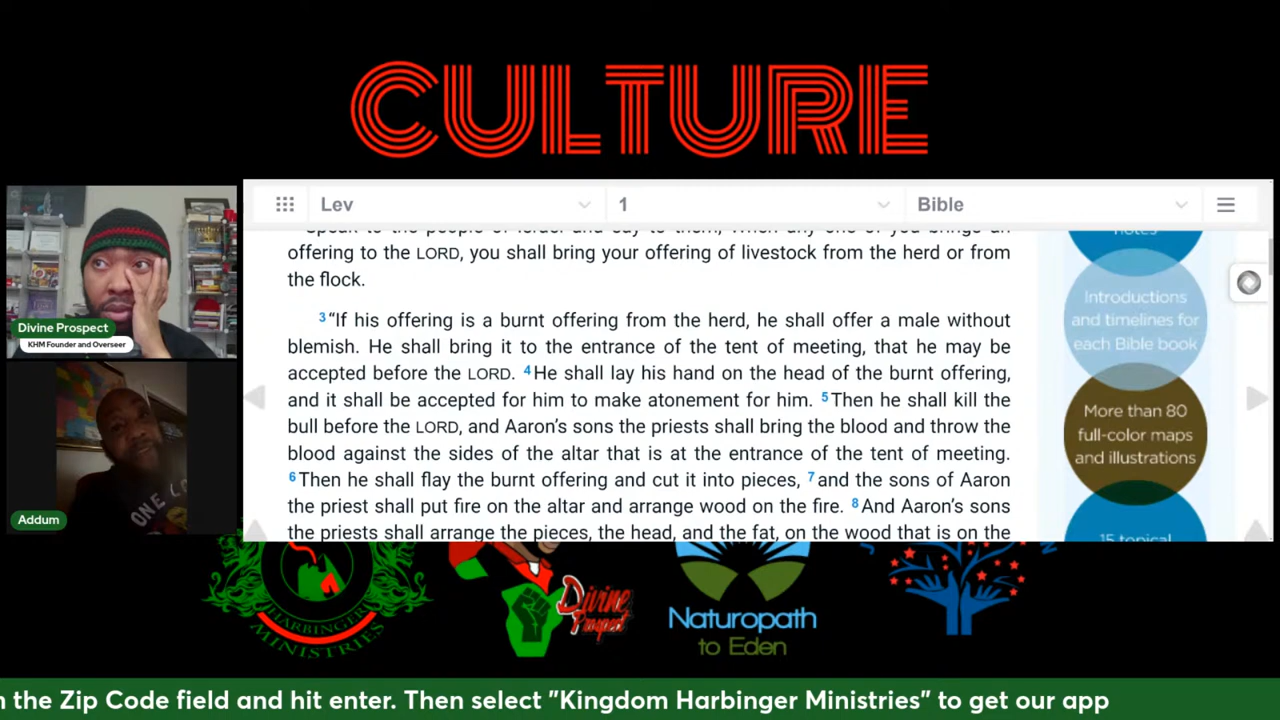 CULTURE
Lev
1
Bible
offering to the LORD, you shall bring your offering of livestock from the herd or from
the flock.
3 “If his offering is a burnt offering from the herd, he shall offer a male without
blemish. He shall bring it to the entrance of the tent of meeting, that he may be
accepted before the LORD. 4 He shall lay his hand on the head of the burnt offering,
and it shall be accepted for him to make atonement for him. 5 Then he shall kill the
bull before the LORD, and Aaron’s sons the priests shall bring the blood and throw the
blood against the sides of the altar that is at the entrance of the tent of meeting.
6 Then he shall flay the burnt offering and cut it into pieces, 7 and the sons of Aaron
the priest shall put fire on the altar and arrange wood on the fire. 8 And Aaron’s sons
the priests shall arrange the pieces, the head, and the fat, on the wood that is on the
notes
Introductions
and timelines for
each Bible book
More than 80
full-color maps
and illustrations
15 topical
Divine Prospect
KHM Founder and Overseer
ONE
Addum
HARBINGER
MINISTRIES
Divine
Prospect
Naturopath
to Eden
the Zip Code field and hit enter. Then select "Kingdom Harbinger Ministries" to get our app